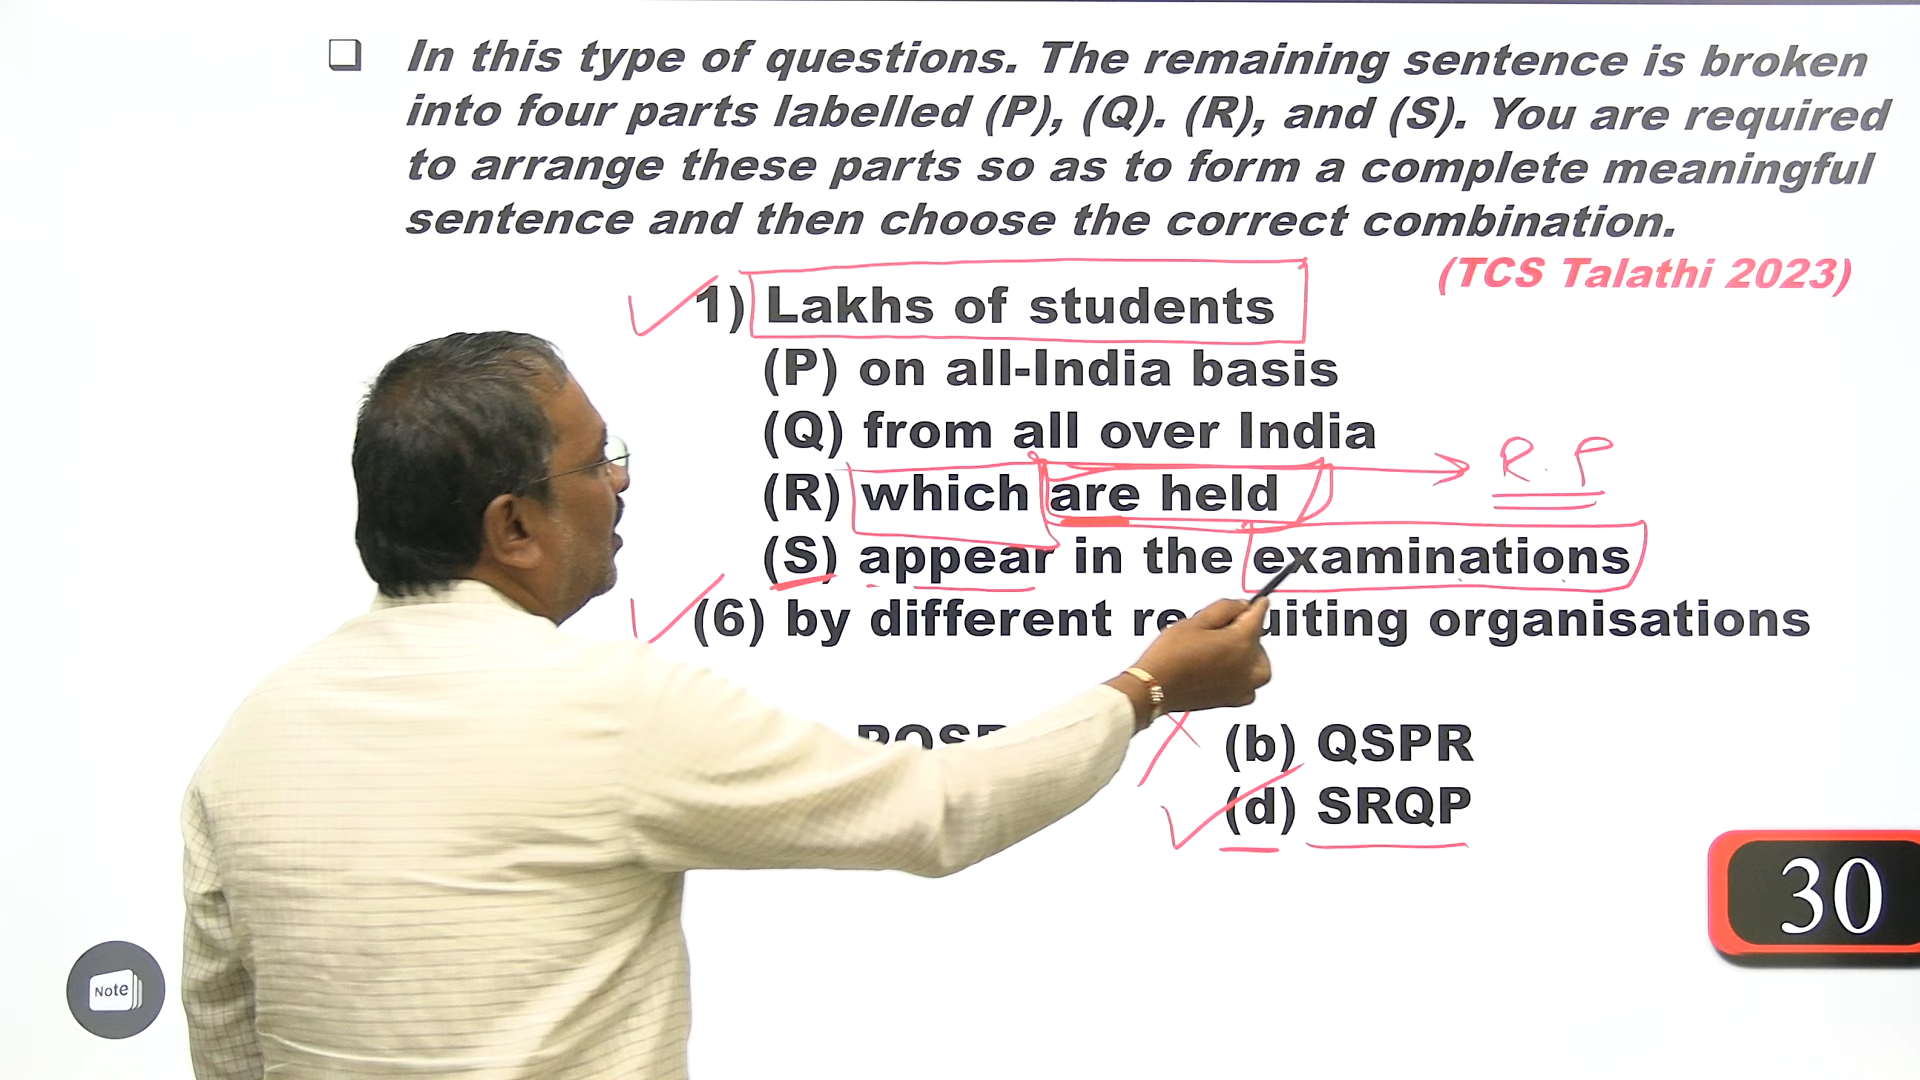 ❑ In this type of questions. The remaining sentence is broken
into four parts labelled (P), (Q). (R), and (S). You are required
to arrange these parts so as to form a complete meaningful
sentence and then choose the correct combination.
(TCS Talathi 2023)
1) Lakhs of students
(P) on all-India basis
(Q) from all over India
R. P
(R) which are held
(S) appear in the examinations
(6) by different recruiting organisations
(b) QSPR
(d) SRQP
30
Note